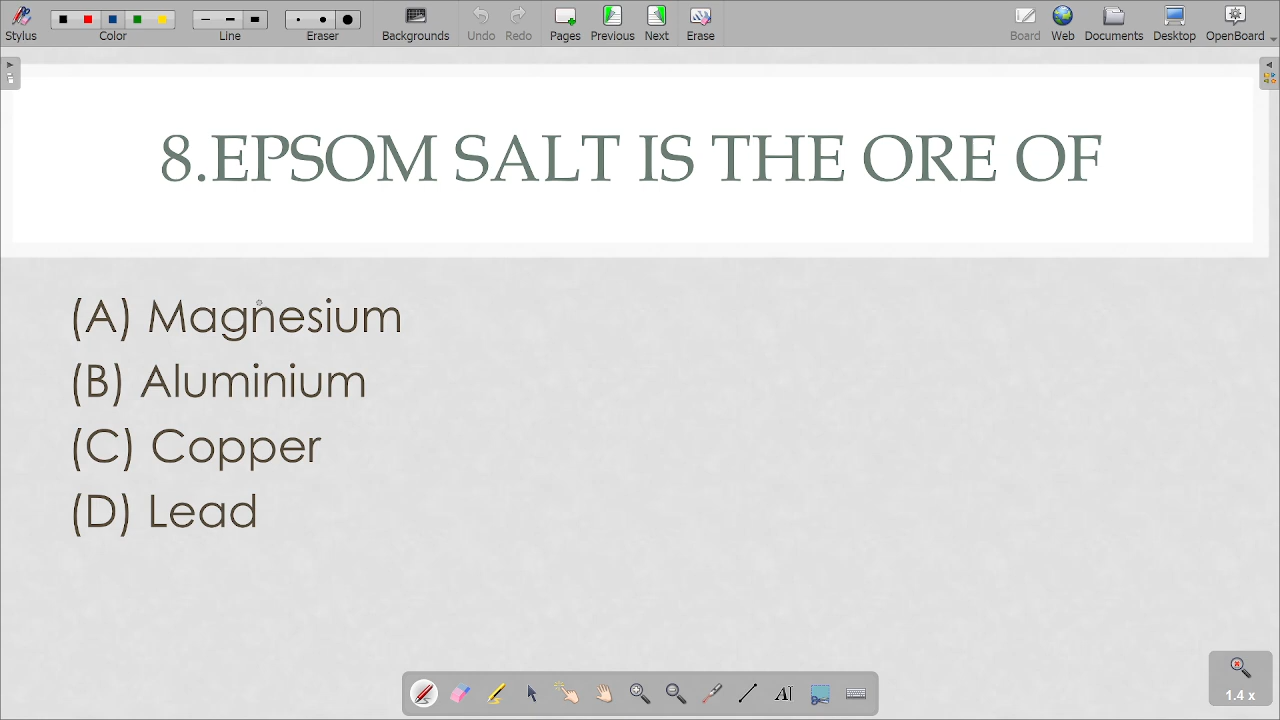 Stylus Color Line Eraser Backgrounds Undo Redo Pages Previous Next Erase Board Web Documents Desktop OpenBoard
8.EPSOM SALT IS THE ORE OF
(A) Magnesium
(B) Aluminium
(C) Copper
(D) Lead
1.4 x